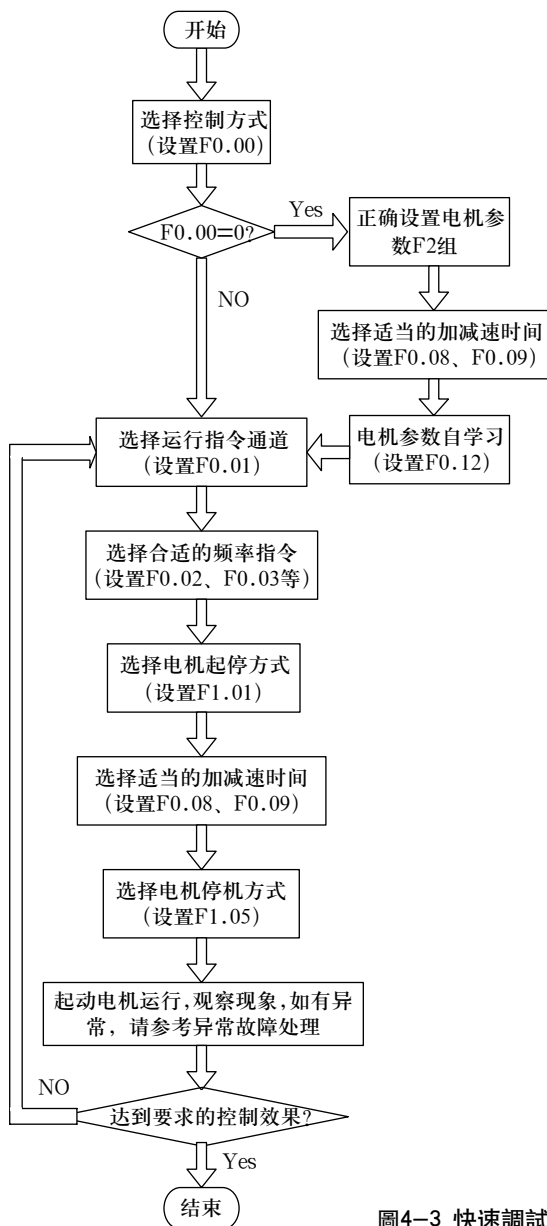 开始
选择控制方式
（设置F0.00）
F0.00=0?
Yes
正确设置电机参
数F2组
NO
选择适当的加减速时间
（设置F0.08、F0.09）
电机参数自学习
（设置F0.12）
选择运行指令通道
（设置F0.01）
选择合适的频率指令
（设置F0.02、F0.03等）
选择电机起停方式
（设置F1.01）
选择适当的加减速时间
（设置F0.08、F0.09）
选择电机停机方式
（设置F1.05）
起动电机运行，观察现象，如有异
常，请参考异常故障处理
NO
达到要求的控制效果?
Yes
结束
圖4-3 快速調試